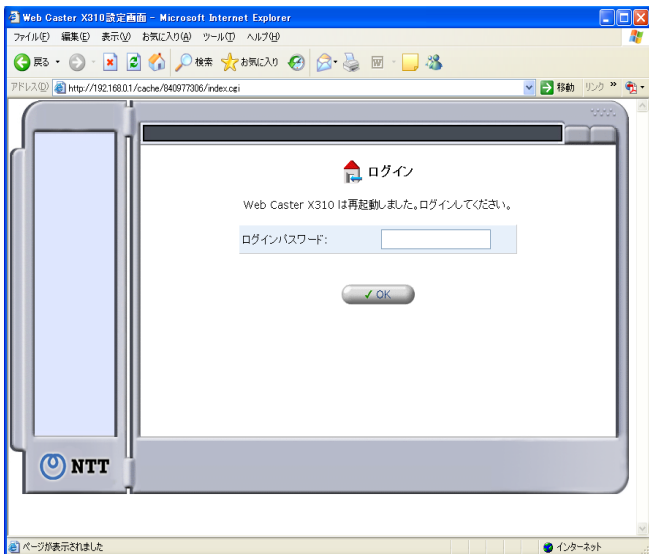 Web Caster X310設定画面 - Microsoft Internet Explorer
ファイル(F) 編集(E) 表示(V) お気に入り(A) ツール(T) ヘルプ(H)
戻る 検索 お気に入り
アドレス(D) http://192.168.0.1/cache/840977306/index.cgi 移動 リンク »
ログイン
Web Caster X310 は再起動しました。ログインしてください。
ログインパスワード:
OK
NTT
ページが表示されました インターネット